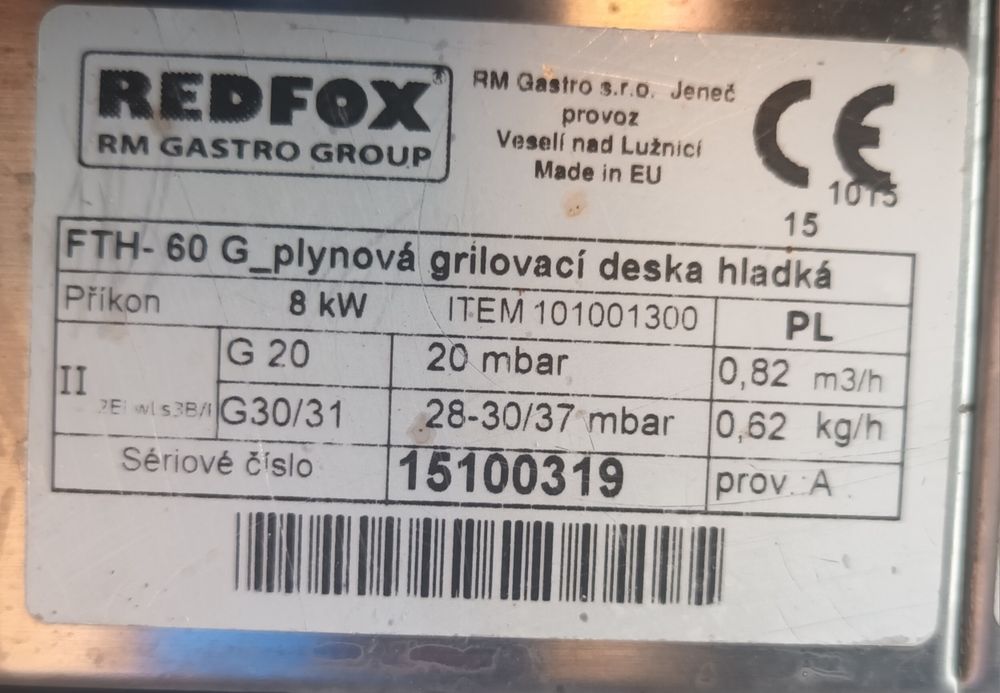 REDFOX®
RM GASTRO GROUP
RM Gastro s.r.o. Jeneč
provoz
Veselí nad Lužnicí
Made in EU
CE
1015
15
FTH- 60 G_plynová grilovací deska hladká
Příkon 8 kW ITEM 101001300 PL
II
G 20 20 mbar 0,82 m3/h
G30/31 28-30/37 mbar 0,62 kg/h
Sériové číslo 15100319 prov. A